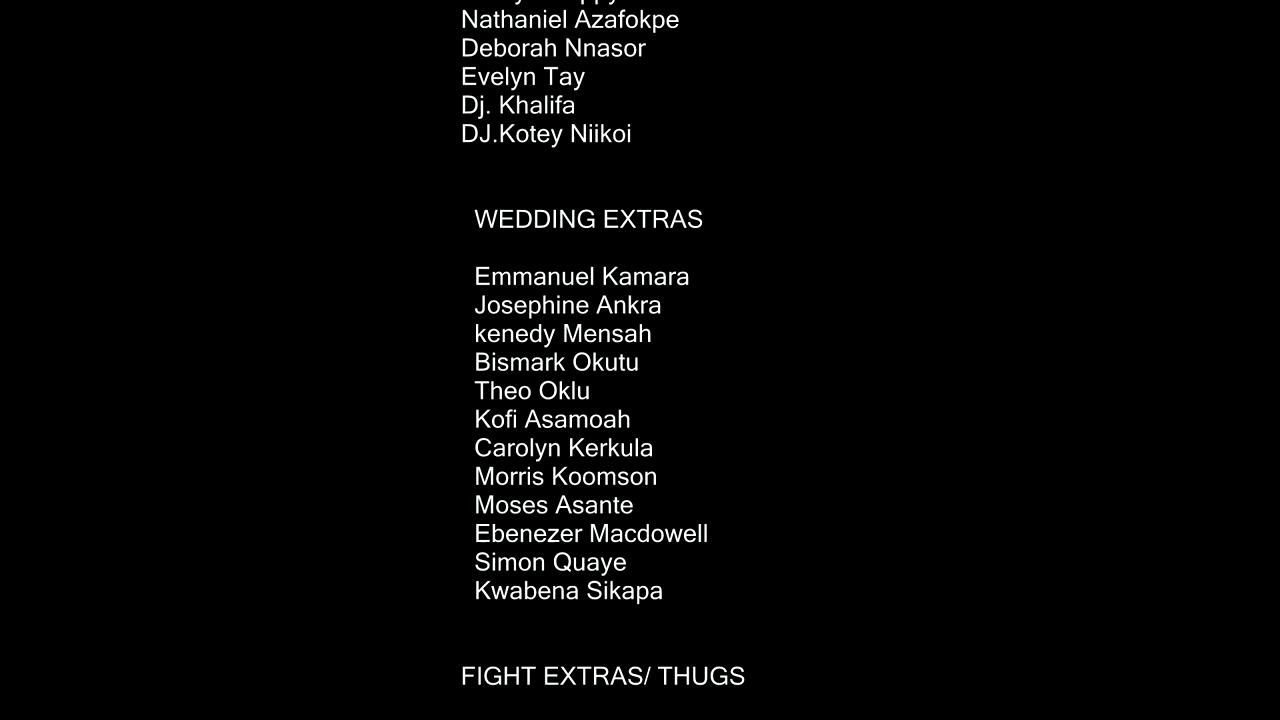 Nathaniel Azafokpe
Deborah Nnasor
Evelyn Tay
Dj. Khalifa
DJ.Kotey Niikoi
WEDDING EXTRAS
Emmanuel Kamara
Josephine Ankra
kenedy Mensah
Bismark Okutu
Theo Oklu
Kofi Asamoah
Carolyn Kerkula
Morris Koomson
Moses Asante
Ebenezer Macdowell
Simon Quaye
Kwabena Sikapa
FIGHT EXTRAS/ THUGS